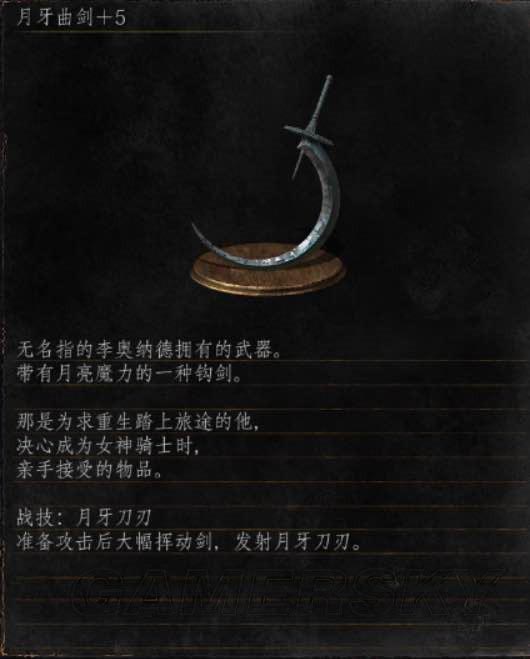 月牙曲剑+5
无名指的李奥纳德拥有的武器。
带有月亮魔力的一种钩剑。
那是为求重生踏上旅途的他，
决心成为女神骑士时，
亲手接受的物品。
战技：月牙刀刃
准备攻击后大幅挥动剑，发射月牙刀刃。
GAMERSKY